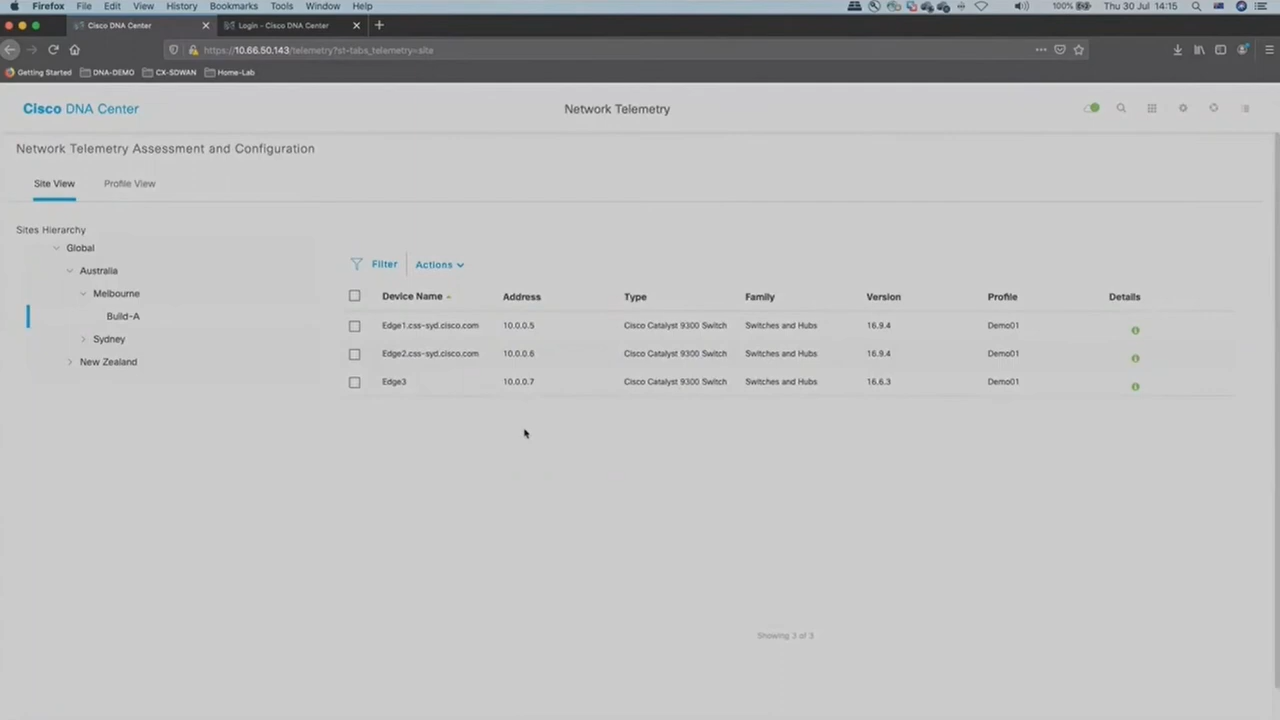 Firefox File Edit View History Bookmarks Tools Window Help 100% Thu 30 Jul 14:15
Cisco DNA Center Login - Cisco DNA Center
https://10.66.50.143/telemetry?st-tabs_telemetry=site
Getting Started DNA-DEMO CX-SDWAN Home-Lab
Cisco DNA Center Network Telemetry
Network Telemetry Assessment and Configuration
Site View Profile View
Sites Hierarchy
Global
Australia
Melbourne
Build-A
Sydney
New Zealand
Filter Actions
Device Name Address Type Family Version Profile Details
Edge1.css-syd.cisco.com 10.0.0.5 Cisco Catalyst 9300 Switch Switches and Hubs 16.9.4 Demo01
Edge2.css-syd.cisco.com 10.0.0.6 Cisco Catalyst 9300 Switch Switches and Hubs 16.9.4 Demo01
Edge3 10.0.0.7 Cisco Catalyst 9300 Switch Switches and Hubs 16.6.3 Demo01
Showing 3 of 3